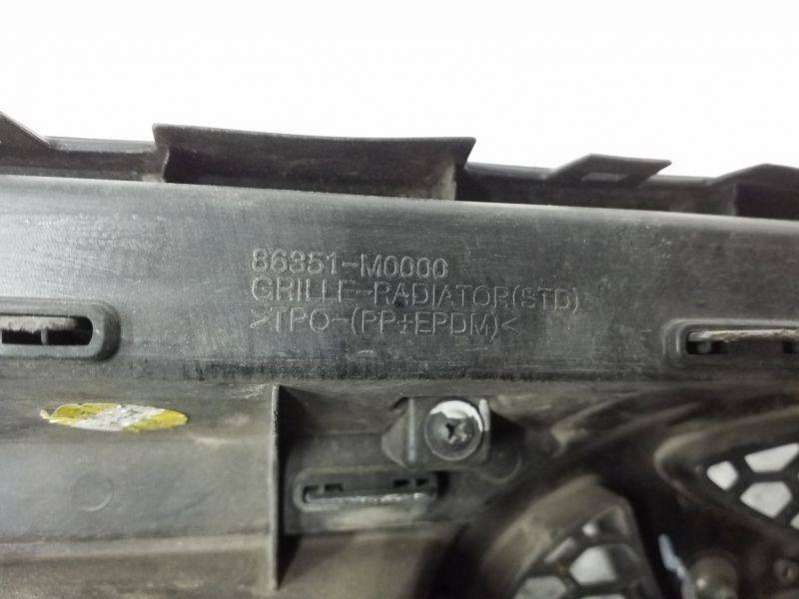 86351-M0000
GRILLE-RADIATOR(STD)
>TPO-(PP+EPDM)<